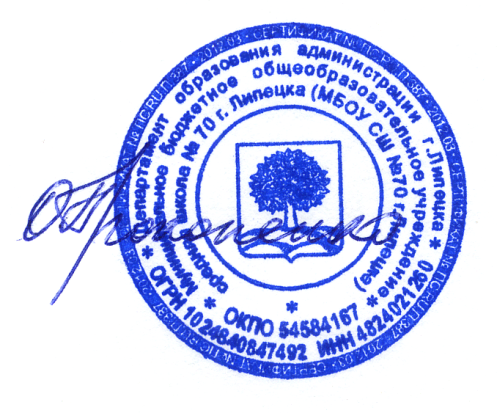 департамент образования администрации г.Липецка *
Муниципальное бюджетное общеобразовательное учреждение *
средняя школа № 70 г. Липецка (МБОУ СШ №70 г. Липецка)
* ОГРН 1024840847492 ИНН 4824021260
* ОКПО 54584167 *